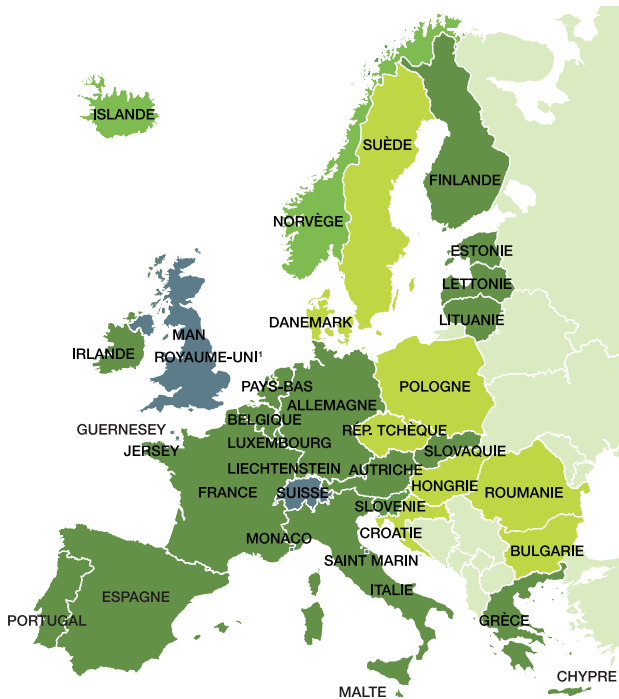 ISLANDE
SUÈDE
FINLANDE
NORVÈGE
ESTONIE
LETTONIE
LITUANIE
DANEMARK
MAN
IRLANDE
ROYAUME-UNI¹
PAYS-BAS
POLOGNE
ALLEMAGNE
BELGIQUE
GUERNESEY
RÉP. TCHÈQUE
JERSEY
LUXEMBOURG
SLOVAQUIE
LIECHTENSTEIN
AUTRICHE
HONGRIE
FRANCE
SUISSE
ROUMANIE
SLOVENIE
CROATIE
MONACO
BULGARIE
SAINT MARIN
ITALIE
ESPAGNE
PORTUGAL
GRÈCE
CHYPRE
MALTE